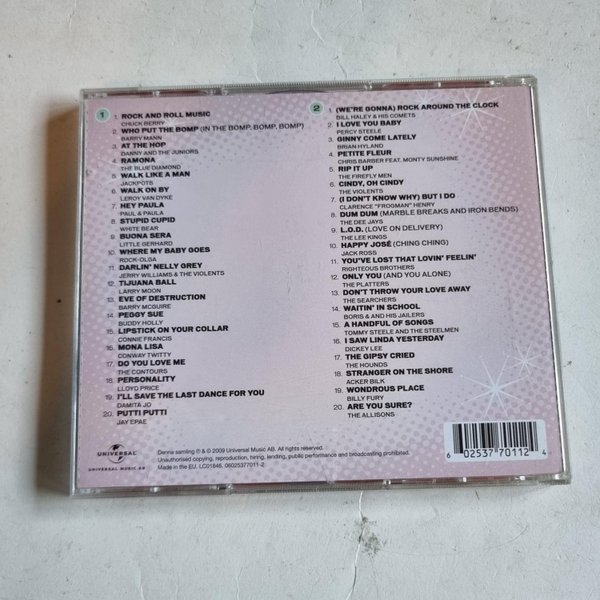 1
1. ROCK AND ROLL MUSIC
CHUCK BERRY
2. WHO PUT THE BOMP (IN THE BOMP, BOMP, BOMP)
BARRY MANN
3. AT THE HOP
DANNY AND THE JUNIORS
4. RAMONA
THE BLUE DIAMOND
5. WALK LIKE A MAN
JACKPOTS
6. WALK ON BY
LEROY VAN DYKE
7. HEY PAULA
PAUL & PAULA
8. STUPID CUPID
WHITE BEAR
9. BUONA SERA
LITTLE GERHARD
10. WHERE MY BABY GOES
ROCK-OLGA
11. DARLIN' NELLY GREY
JERRY WILLIAMS & THE VIOLENTS
12. TIJUANA BALL
LARRY MOON
13. EVE OF DESTRUCTION
BARRY MCGUIRE
14. PEGGY SUE
BUDDY HOLLY
15. LIPSTICK ON YOUR COLLAR
CONNIE FRANCIS
16. MONA LISA
CONWAY TWITTY
17. DO YOU LOVE ME
THE CONTOURS
18. PERSONALITY
LLOYD PRICE
19. I'LL SAVE THE LAST DANCE FOR YOU
DAMITA JO
20. PUTTI PUTTI
JAY EPAE
2
1. (WE'RE GONNA) ROCK AROUND THE CLOCK
BILL HALEY & HIS COMETS
2. I LOVE YOU BABY
PERCY STEELE
3. GINNY COME LATELY
BRIAN HYLAND
4. PETITE FLEUR
CHRIS BARBER FEAT. MONTY SUNSHINE
5. RIP IT UP
THE FIREFLY MEN
6. CINDY, OH CINDY
THE VIOLENTS
7. (I DON'T KNOW WHY) BUT I DO
CLARENCE "FROGMAN" HENRY
8. DUM DUM (MARBLE BREAKS AND IRON BENDS)
THE DEE JAYS
9. L.O.D. (LOVE ON DELIVERY)
THE LEE KINGS
10. HAPPY JOSÉ (CHING CHING)
JACK ROSS
11. YOU'VE LOST THAT LOVIN' FEELIN'
RIGHTEOUS BROTHERS
12. ONLY YOU (AND YOU ALONE)
THE PLATTERS
13. DON'T THROW YOUR LOVE AWAY
THE SEARCHERS
14. WAITIN' IN SCHOOL
BORIS & AND HIS JAILERS
15. A HANDFUL OF SONGS
TOMMY STEELE AND THE STEELMEN
16. I SAW LINDA YESTERDAY
DICKEY LEE
17. THE GIPSY CRIED
THE HOUNDS
18. STRANGER ON THE SHORE
ACKER BILK
19. WONDROUS PLACE
BILLY FURY
20. ARE YOU SURE?
THE ALLISONS
UNIVERSAL
UNIVERSAL MUSIC AB
Denna samling ℗ & © 2009 Universal Music AB. All rights reserved.
Unauthorised copying, reproduction, hiring, lending, public performance and broadcasting prohibited.
Made in the EU, LC01846. 06025377011-2
6 02537 70112 4